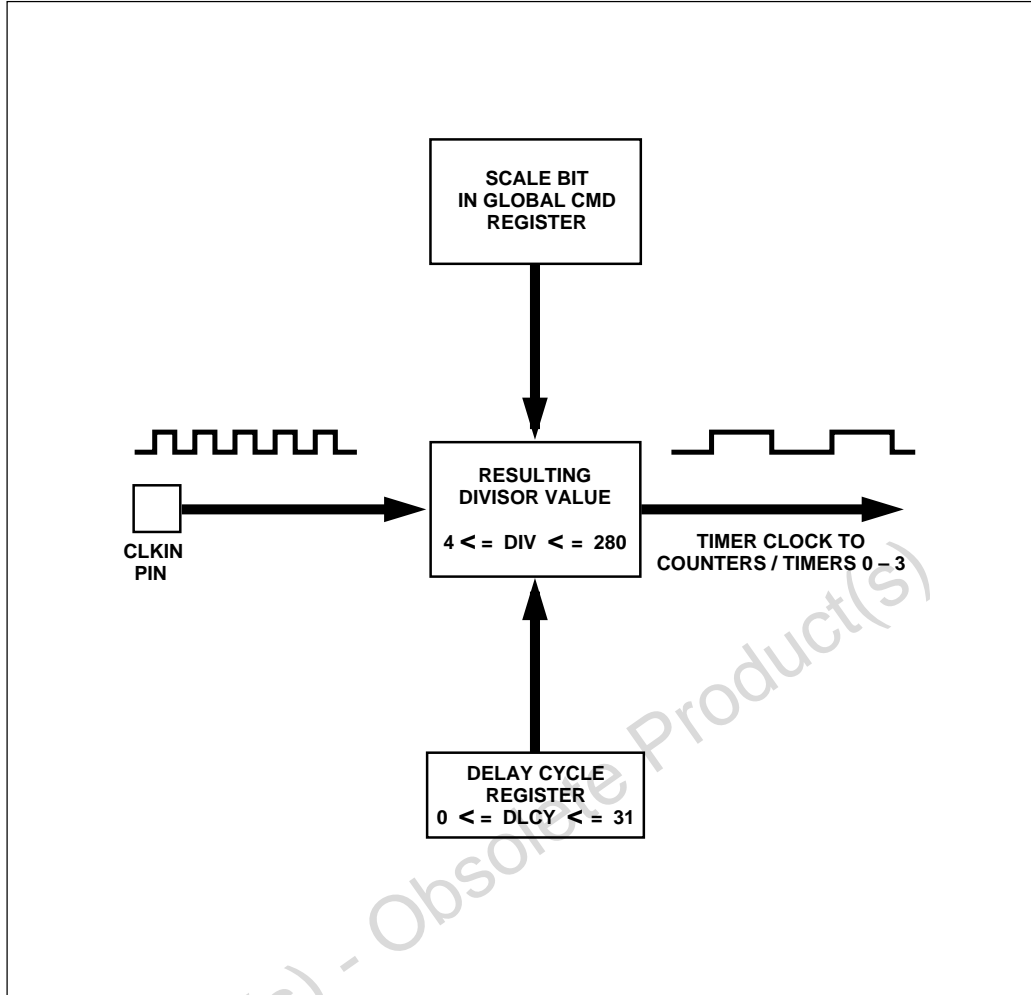 SCALE BIT
IN GLOBAL CMD
REGISTER
RESULTING
DIVISOR VALUE
4 < = DIV < = 280
CLKIN
PIN
TIMER CLOCK TO
COUNTERS / TIMERS 0 – 3
DELAY CYCLE
REGISTER
0 < = DLCY < = 31
(s) - Obsolete Product(s)